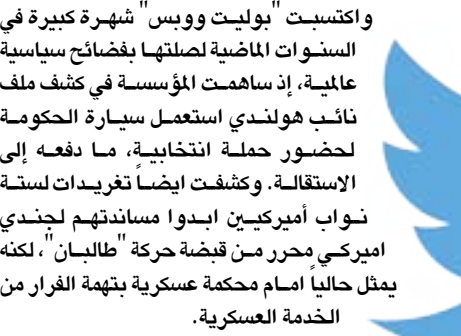 واكتسبت "بوليت ووبس" شهرة كبيرة في
السنوات الماضية لصلتها بفضائح سياسية
عالمية، إذ ساهمت المؤسسة في كشف ملف
نائب هولندي استعمل سيارة الحكومة
لحضور حملة انتخابية، ما دفعه إلى
الاستقالة. وكشفت ايضاً تغريدات لستة
نواب أميركيين ابدوا مساندتهم لجندي
اميركي محرر من قبضة حركة "طالبان"، لكنه
يمثل حالياً امام محكمة عسكرية بتهمة الفرار من
الخدمة العسكرية.